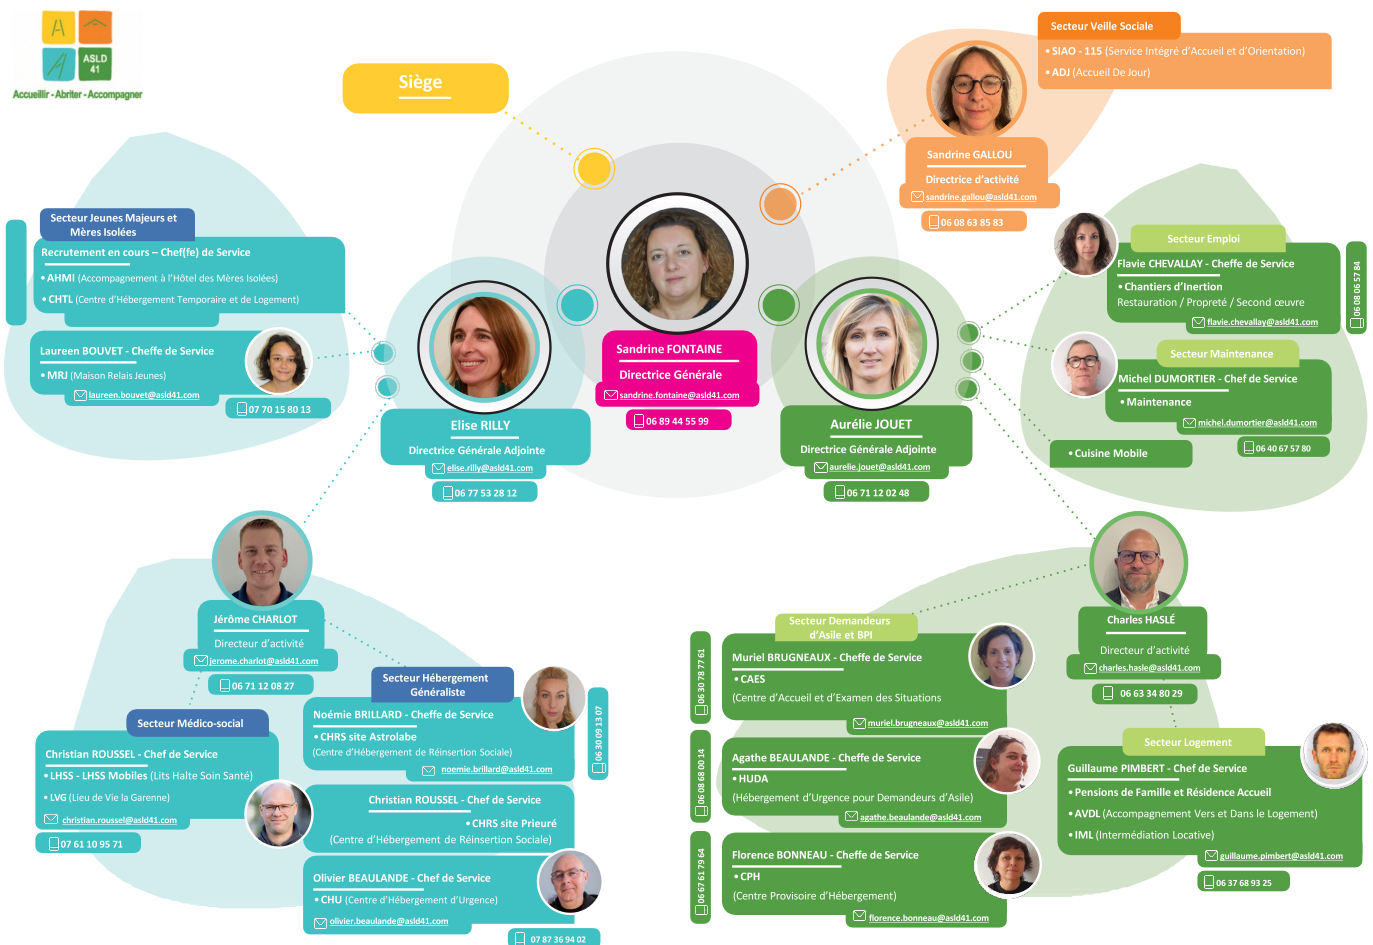 ASLD
41
Accueillir - Abriter - Accompagner
Siège
Secteur Veille Sociale
• SIAO - 115 (Service Intégré d'Accueil et d'Orientation)
• ADJ (Accueil De Jour)
Sandrine GALLOU
Directrice d'activité
sandrine.gallou@asld41.com
06 08 63 85 83
Secteur Jeunes Majeurs et
Mères Isolées
Recrutement en cours – Chef(fe) de Service
• AHMI (Accompagnement à l'Hôtel des Mères Isolées)
• CHTL (Centre d'Hébergement Temporaire et de Logement)
Laureen BOUVET - Cheffe de Service
• MRJ (Maison Relais Jeunes)
laureen.bouvet@asld41.com
07 70 15 80 13
Elise RILLY
Directrice Générale Adjointe
elise.rilly@asld41.com
06 77 53 28 12
Sandrine FONTAINE
Directrice Générale
sandrine.fontaine@asld41.com
06 89 44 55 99
Aurélie JOUET
Directrice Générale Adjointe
aurelie.jouet@asld41.com
06 71 12 02 48
Secteur Emploi
Flavie CHEVALLAY - Cheffe de Service
• Chantiers d'Inertion
Restauration / Propreté / Second œuvre
flavie.chevallay@asld41.com
06 08 06 57 84
Secteur Maintenance
Michel DUMORTIER - Chef de Service
• Maintenance
michel.dumortier@asld41.com
06 40 67 57 80
• Cuisine Mobile
Jérôme CHARLOT
Directeur d'activité
jerome.charlot@asld41.com
06 71 12 08 27
Secteur Médico-social
Christian ROUSSEL - Chef de Service
• LHSS - LHSS Mobiles (Lits Halte Soin Santé)
• LVG (Lieu de Vie la Garenne)
christian.roussel@asld41.com
07 61 10 95 71
Secteur Hébergement
Généraliste
Noémie BRILLARD - Cheffe de Service
• CHRS site Astrolabe
(Centre d'Hébergement de Réinsertion Sociale)
noemie.brillard@asld41.com
06 30 09 13 07
Christian ROUSSEL - Chef de Service
• CHRS site Prieuré
(Centre d'Hébergement de Réinsertion Sociale)
Olivier BEAULANDE - Chef de Service
• CHU (Centre d'Hébergement d'Urgence)
olivier.beaulande@asld41.com
07 87 36 94 02
Charles HASLÉ
Directeur d'activité
charles.hasle@asld41.com
06 63 34 80 29
Secteur Demandeurs
d'Asile et BPI
Muriel BRUGNEAUX - Cheffe de Service
• CAES
(Centre d'Accueil et d'Examen des Situations
muriel.brugneaux@asld41.com
06 30 78 77 61
Agathe BEAULANDE - Cheffe de Service
• HUDA
(Hébergement d'Urgence pour Demandeurs d'Asile)
agathe.beaulande@asld41.com
06 08 68 00 14
Florence BONNEAU - Cheffe de Service
• CPH
(Centre Provisoire d'Hébergement)
florence.bonneau@asld41.com
06 67 61 79 64
Secteur Logement
Guillaume PIMBERT - Chef de Service
• Pensions de Famille et Résidence Accueil
• AVDL (Accompagnement Vers et Dans le Logement)
• IML (Intermédiation Locative)
guillaume.pimbert@asld41.com
06 37 68 93 25